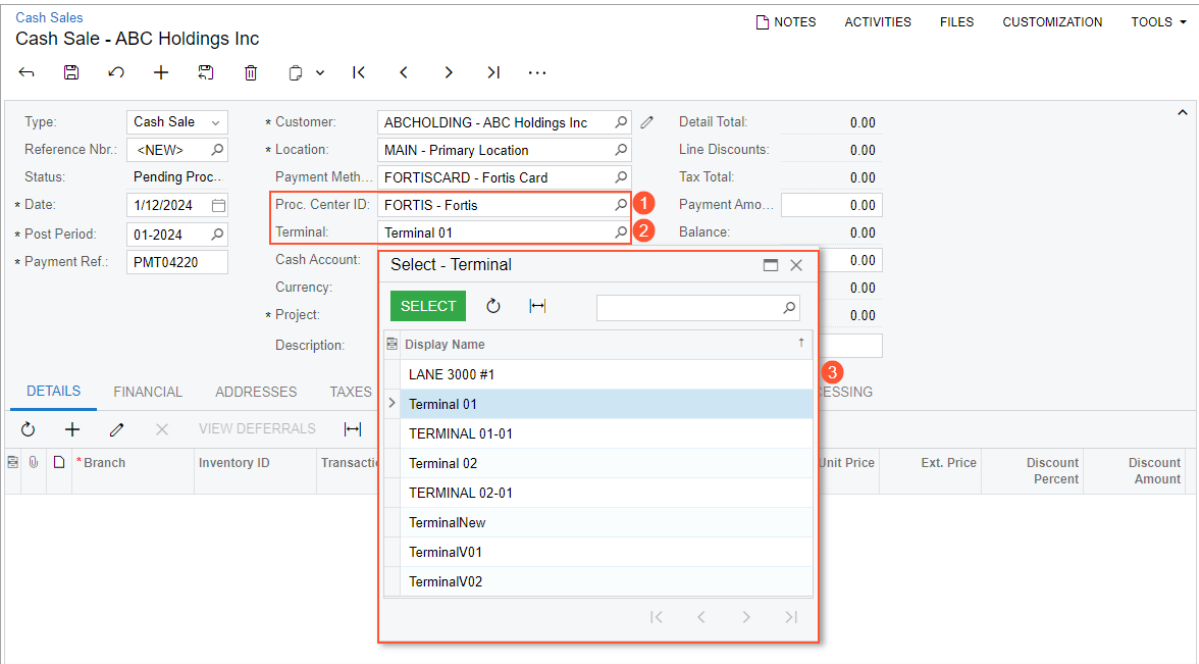 Cash Sales
Cash Sale - ABC Holdings Inc
NOTES ACTIVITIES FILES CUSTOMIZATION TOOLS
Type: Cash Sale * Customer: ABCHOLDING - ABC Holdings Inc Detail Total: 0.00
Reference Nbr.: <NEW> * Location: MAIN - Primary Location Line Discounts: 0.00
Status: Pending Proc.. Payment Meth... FORTISCARD - Fortis Card Tax Total: 0.00
* Date: 1/12/2024 Proc. Center ID: FORTIS - Fortis 1 Payment Amo... 0.00
* Post Period: 01-2024 Terminal: Terminal 01 2 Balance: 0.00
* Payment Ref.: PMT04220 Cash Account: 0.00
Currency: 0.00
* Project: 0.00
Description:
Select - Terminal
SELECT
Display Name
LANE 3000 #1
Terminal 01
TERMINAL 01-01
Terminal 02
TERMINAL 02-01
TerminalNew
TerminalV01
TerminalV02
3
DETAILS FINANCIAL ADDRESSES TAXES CESSING
VIEW DEFERRALS
* Branch Inventory ID Transacti Unit Price Ext. Price Discount Percent Discount Amount